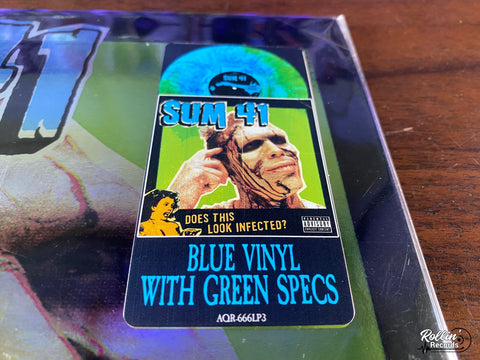 41
SUM 41
SUM 41
DOES THIS
LOOK INFECTED?
PARENTAL
ADVISORY
EXPLICIT CONTENT
BLUE VINYL
WITH GREEN SPECS
AQR-666LP3
Rollin'
Records